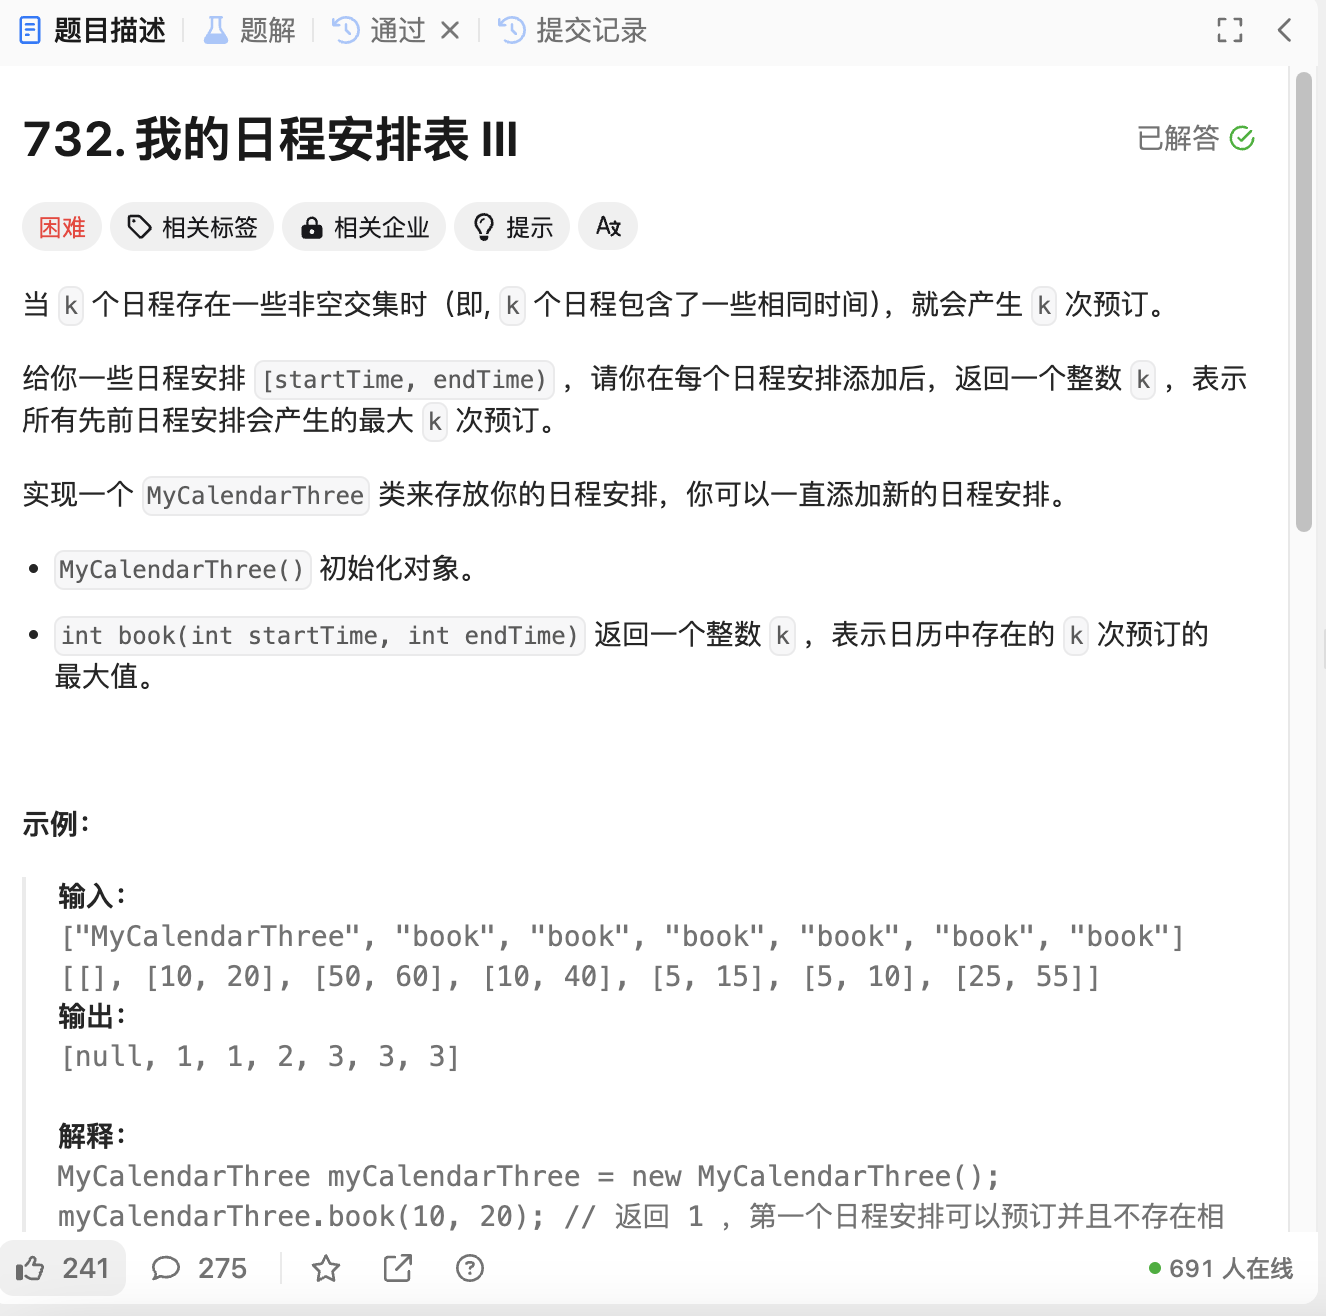 题目描述 题解 通过 提交记录
732. 我的日程安排表 III
已解答
困难 相关标签 相关企业 提示
当 k 个日程存在一些非空交集时（即, k 个日程包含了一些相同时间），就会产生 k 次预订。
给你一些日程安排 [startTime, endTime) ，请你在每个日程安排添加后，返回一个整数 k ，表示
所有先前日程安排会产生的最大 k 次预订。
实现一个 MyCalendarThree 类来存放你的日程安排，你可以一直添加新的日程安排。
• MyCalendarThree() 初始化对象。
• int book(int startTime, int endTime) 返回一个整数 k ，表示日历中存在的 k 次预订的
最大值。
示例：
输入：
["MyCalendarThree", "book", "book", "book", "book", "book", "book"]
[[], [10, 20], [50, 60], [10, 40], [5, 15], [5, 10], [25, 55]]
输出：
[null, 1, 1, 2, 3, 3, 3]
解释：
MyCalendarThree myCalendarThree = new MyCalendarThree();
myCalendarThree.book(10, 20); // 返回 1 ，第一个日程安排可以预订并且不存在相
241 275 691 人在线